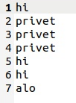 1 hi
2 privet
3 privet
4 privet
5 hi
6 hi
7 alo